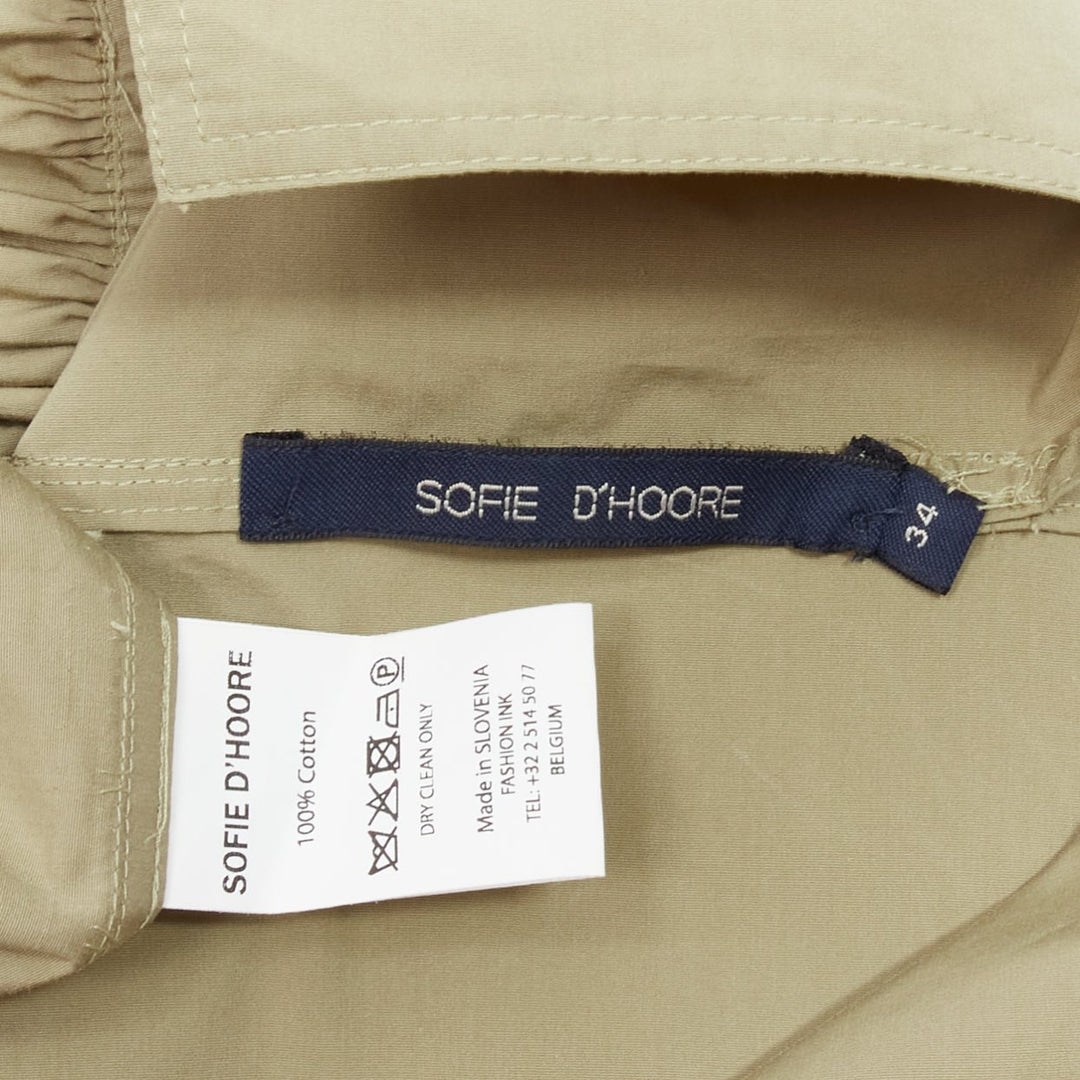 SOFIE D'HOORE
34
SOFIE D'HOORE
100% Cotton
P
DRY CLEAN ONLY
Made in SLOVENIA
FASHION INK
TEL: +32 2 514 50 77
BELGIUM